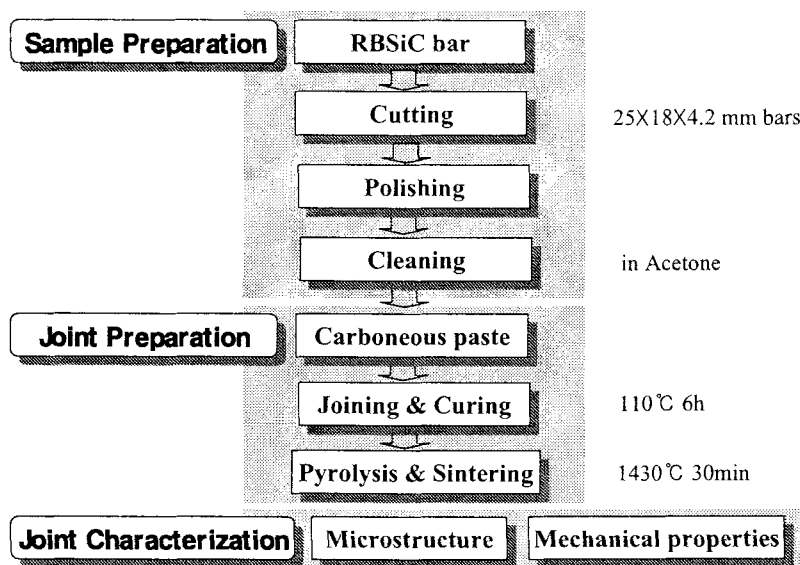 Sample Preparation
RBSiC bar
Cutting
25X18X4.2 mm bars
Polishing
Cleaning
in Acetone
Joint Preparation
Carboneous paste
Joining & Curing
110℃ 6h
Pyrolysis & Sintering
1430℃ 30min
Joint Characterization
Microstructure
Mechanical properties